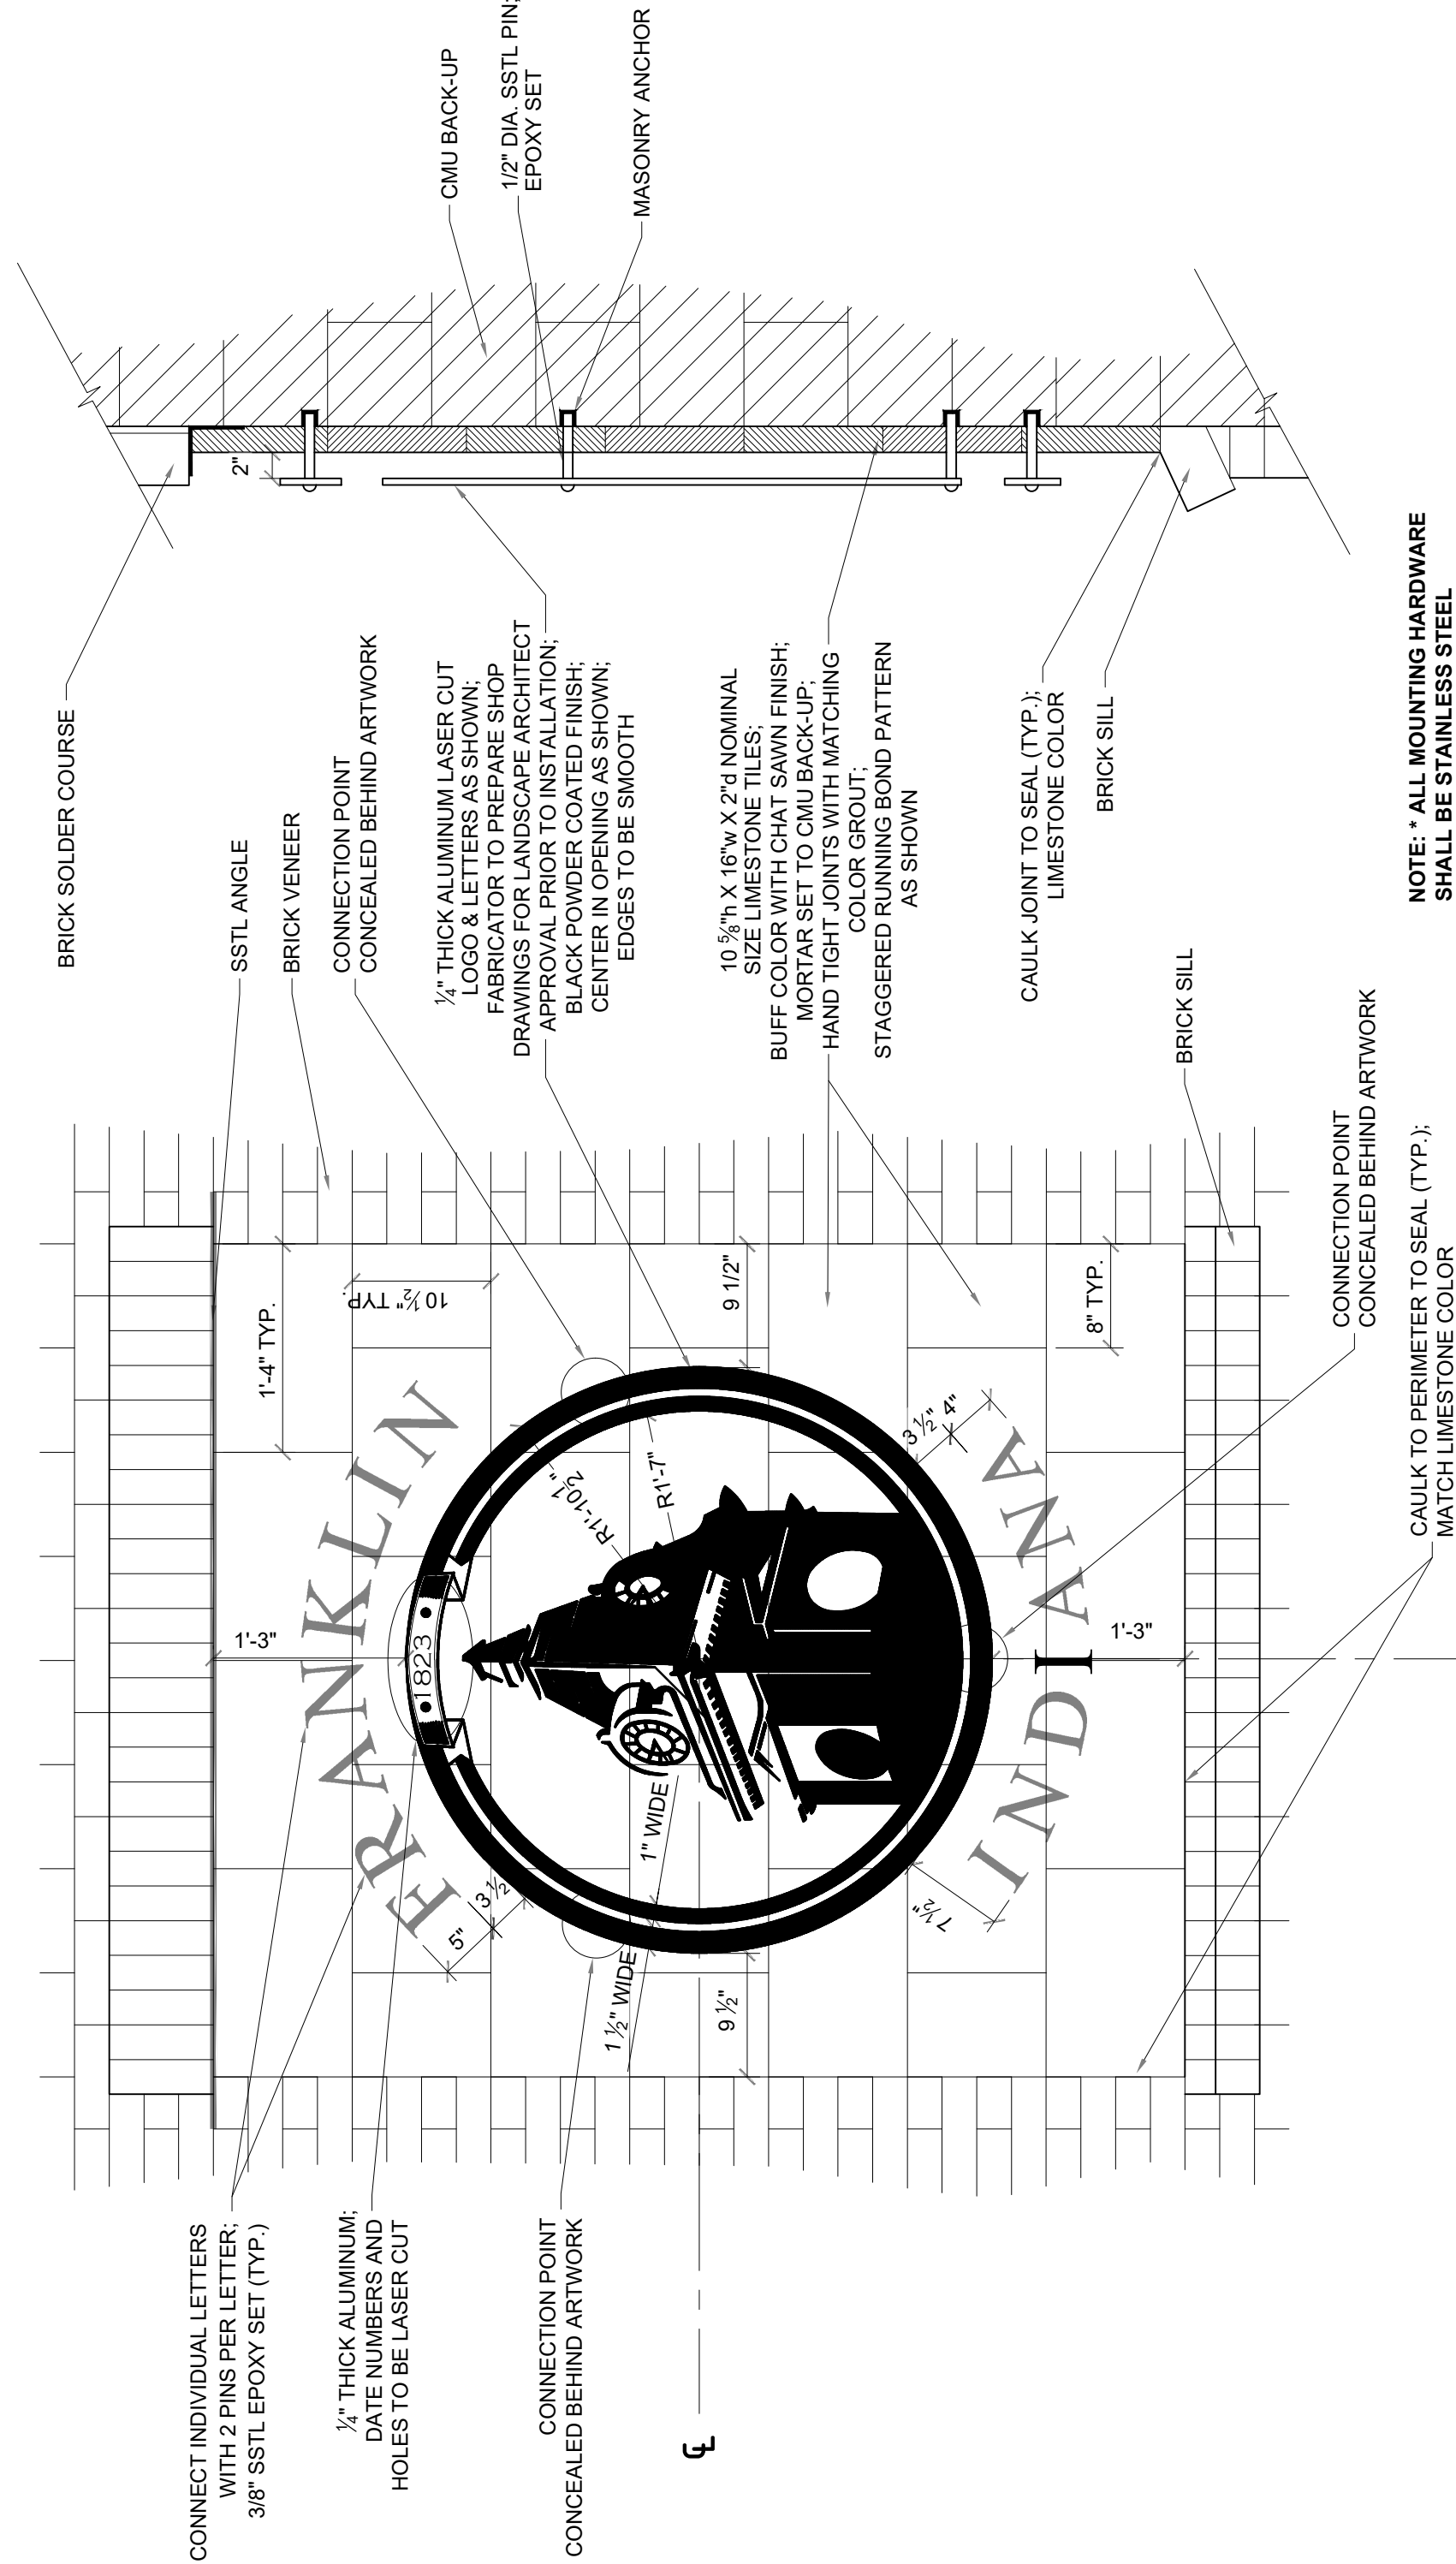 CONNECT INDIVIDUAL LETTERS
WITH 2 PINS PER LETTER;
3/8" SSTL EPOXY SET (TYP.)
¼" THICK ALUMINUM;
DATE NUMBERS AND
HOLES TO BE LASER CUT
CONNECTION POINT
CONCEALED BEHIND ARTWORK
CL
FRANKLIN
•1823•
INDIANA
1'-3"
1'-4" TYP.
10 ½" TYP.
5"
3 ½"
1 ½" WIDE
1" WIDE
R1'-10½"
R1'-7"
9 ½"
9 1/2"
7 ½"
3 ½"
4"
1'-3"
8" TYP.
BRICK SOLDER COURSE
SSTL ANGLE
BRICK VENEER
CONNECTION POINT
CONCEALED BEHIND ARTWORK
¼" THICK ALUMINUM LASER CUT
LOGO & LETTERS AS SHOWN;
FABRICATOR TO PREPARE SHOP
DRAWINGS FOR LANDSCAPE ARCHITECT
APPROVAL PRIOR TO INSTALLATION;
BLACK POWDER COATED FINISH;
CENTER IN OPENING AS SHOWN;
EDGES TO BE SMOOTH
10 ⅝"h X 16"w X 2"d NOMINAL
SIZE LIMESTONE TILES;
BUFF COLOR WITH CHAT SAWN FINISH;
MORTAR SET TO CMU BACK-UP;
HAND TIGHT JOINTS WITH MATCHING
COLOR GROUT;
STAGGERED RUNNING BOND PATTERN
AS SHOWN
CAULK JOINT TO SEAL (TYP.);
LIMESTONE COLOR
BRICK SILL
BRICK SILL
CONNECTION POINT
CONCEALED BEHIND ARTWORK
CAULK TO PERIMETER TO SEAL (TYP.);
MATCH LIMESTONE COLOR
2"
CMU BACK-UP
1/2" DIA. SSTL PIN;
EPOXY SET
MASONRY ANCHOR
NOTE: * ALL MOUNTING HARDWARE
SHALL BE STAINLESS STEEL